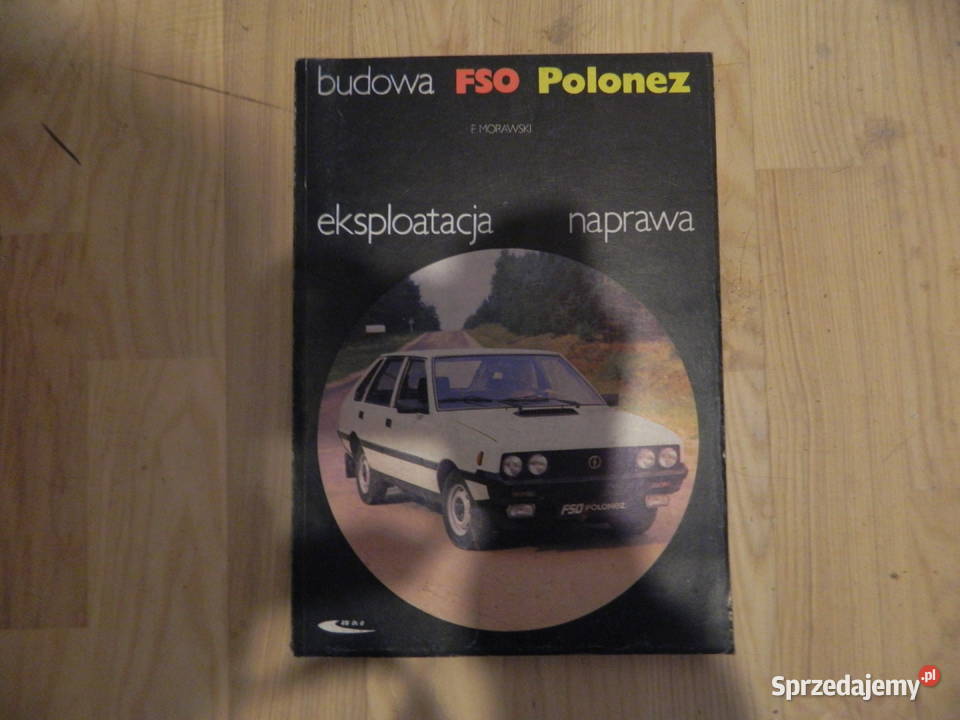 budowa FSO Polonez
F. MORAWSKI
eksploatacja naprawa
FSO POLONEZ
Sprzedajemy.pl